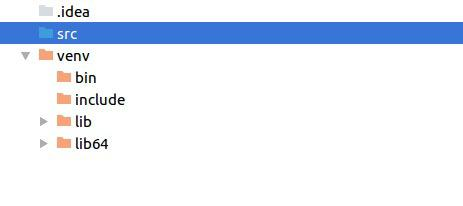 .idea
src
venv
bin
include
lib
lib64